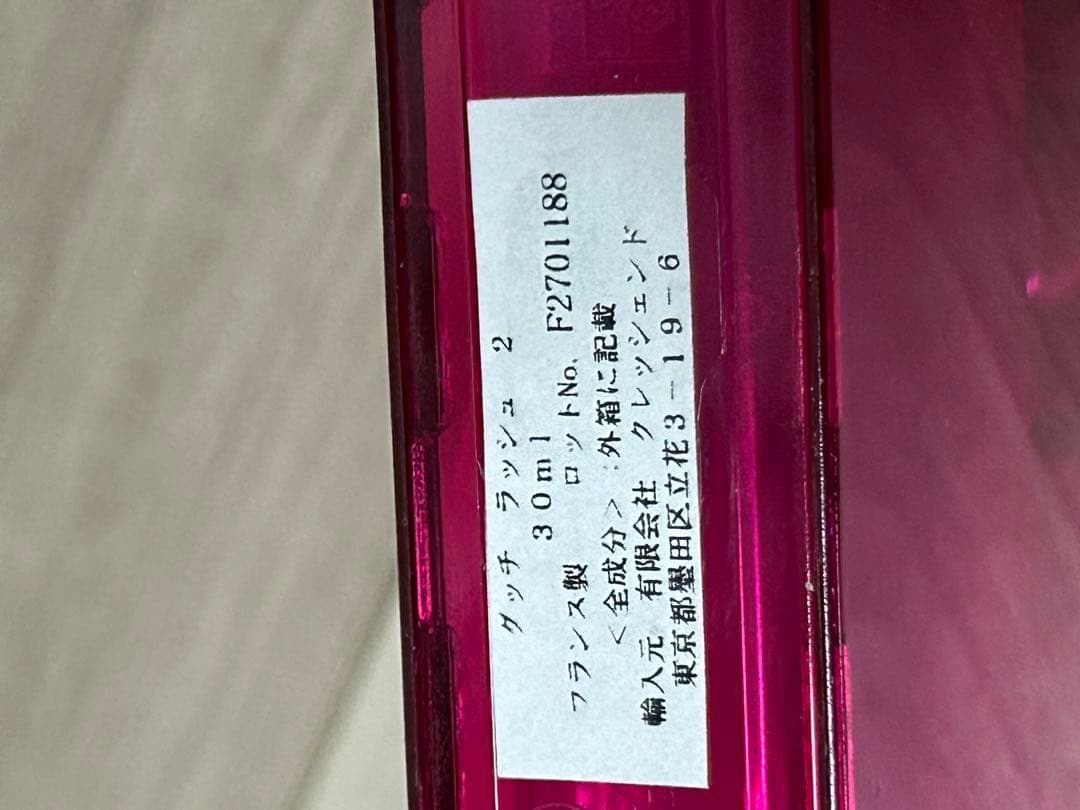 グッチ ラッシュ 2
30ml
フランス製 ロットNo. F2701188
<全成分>:外箱に記載
輸入元 有限会社 クレッシェンド
東京都墨田区立花3-19-6